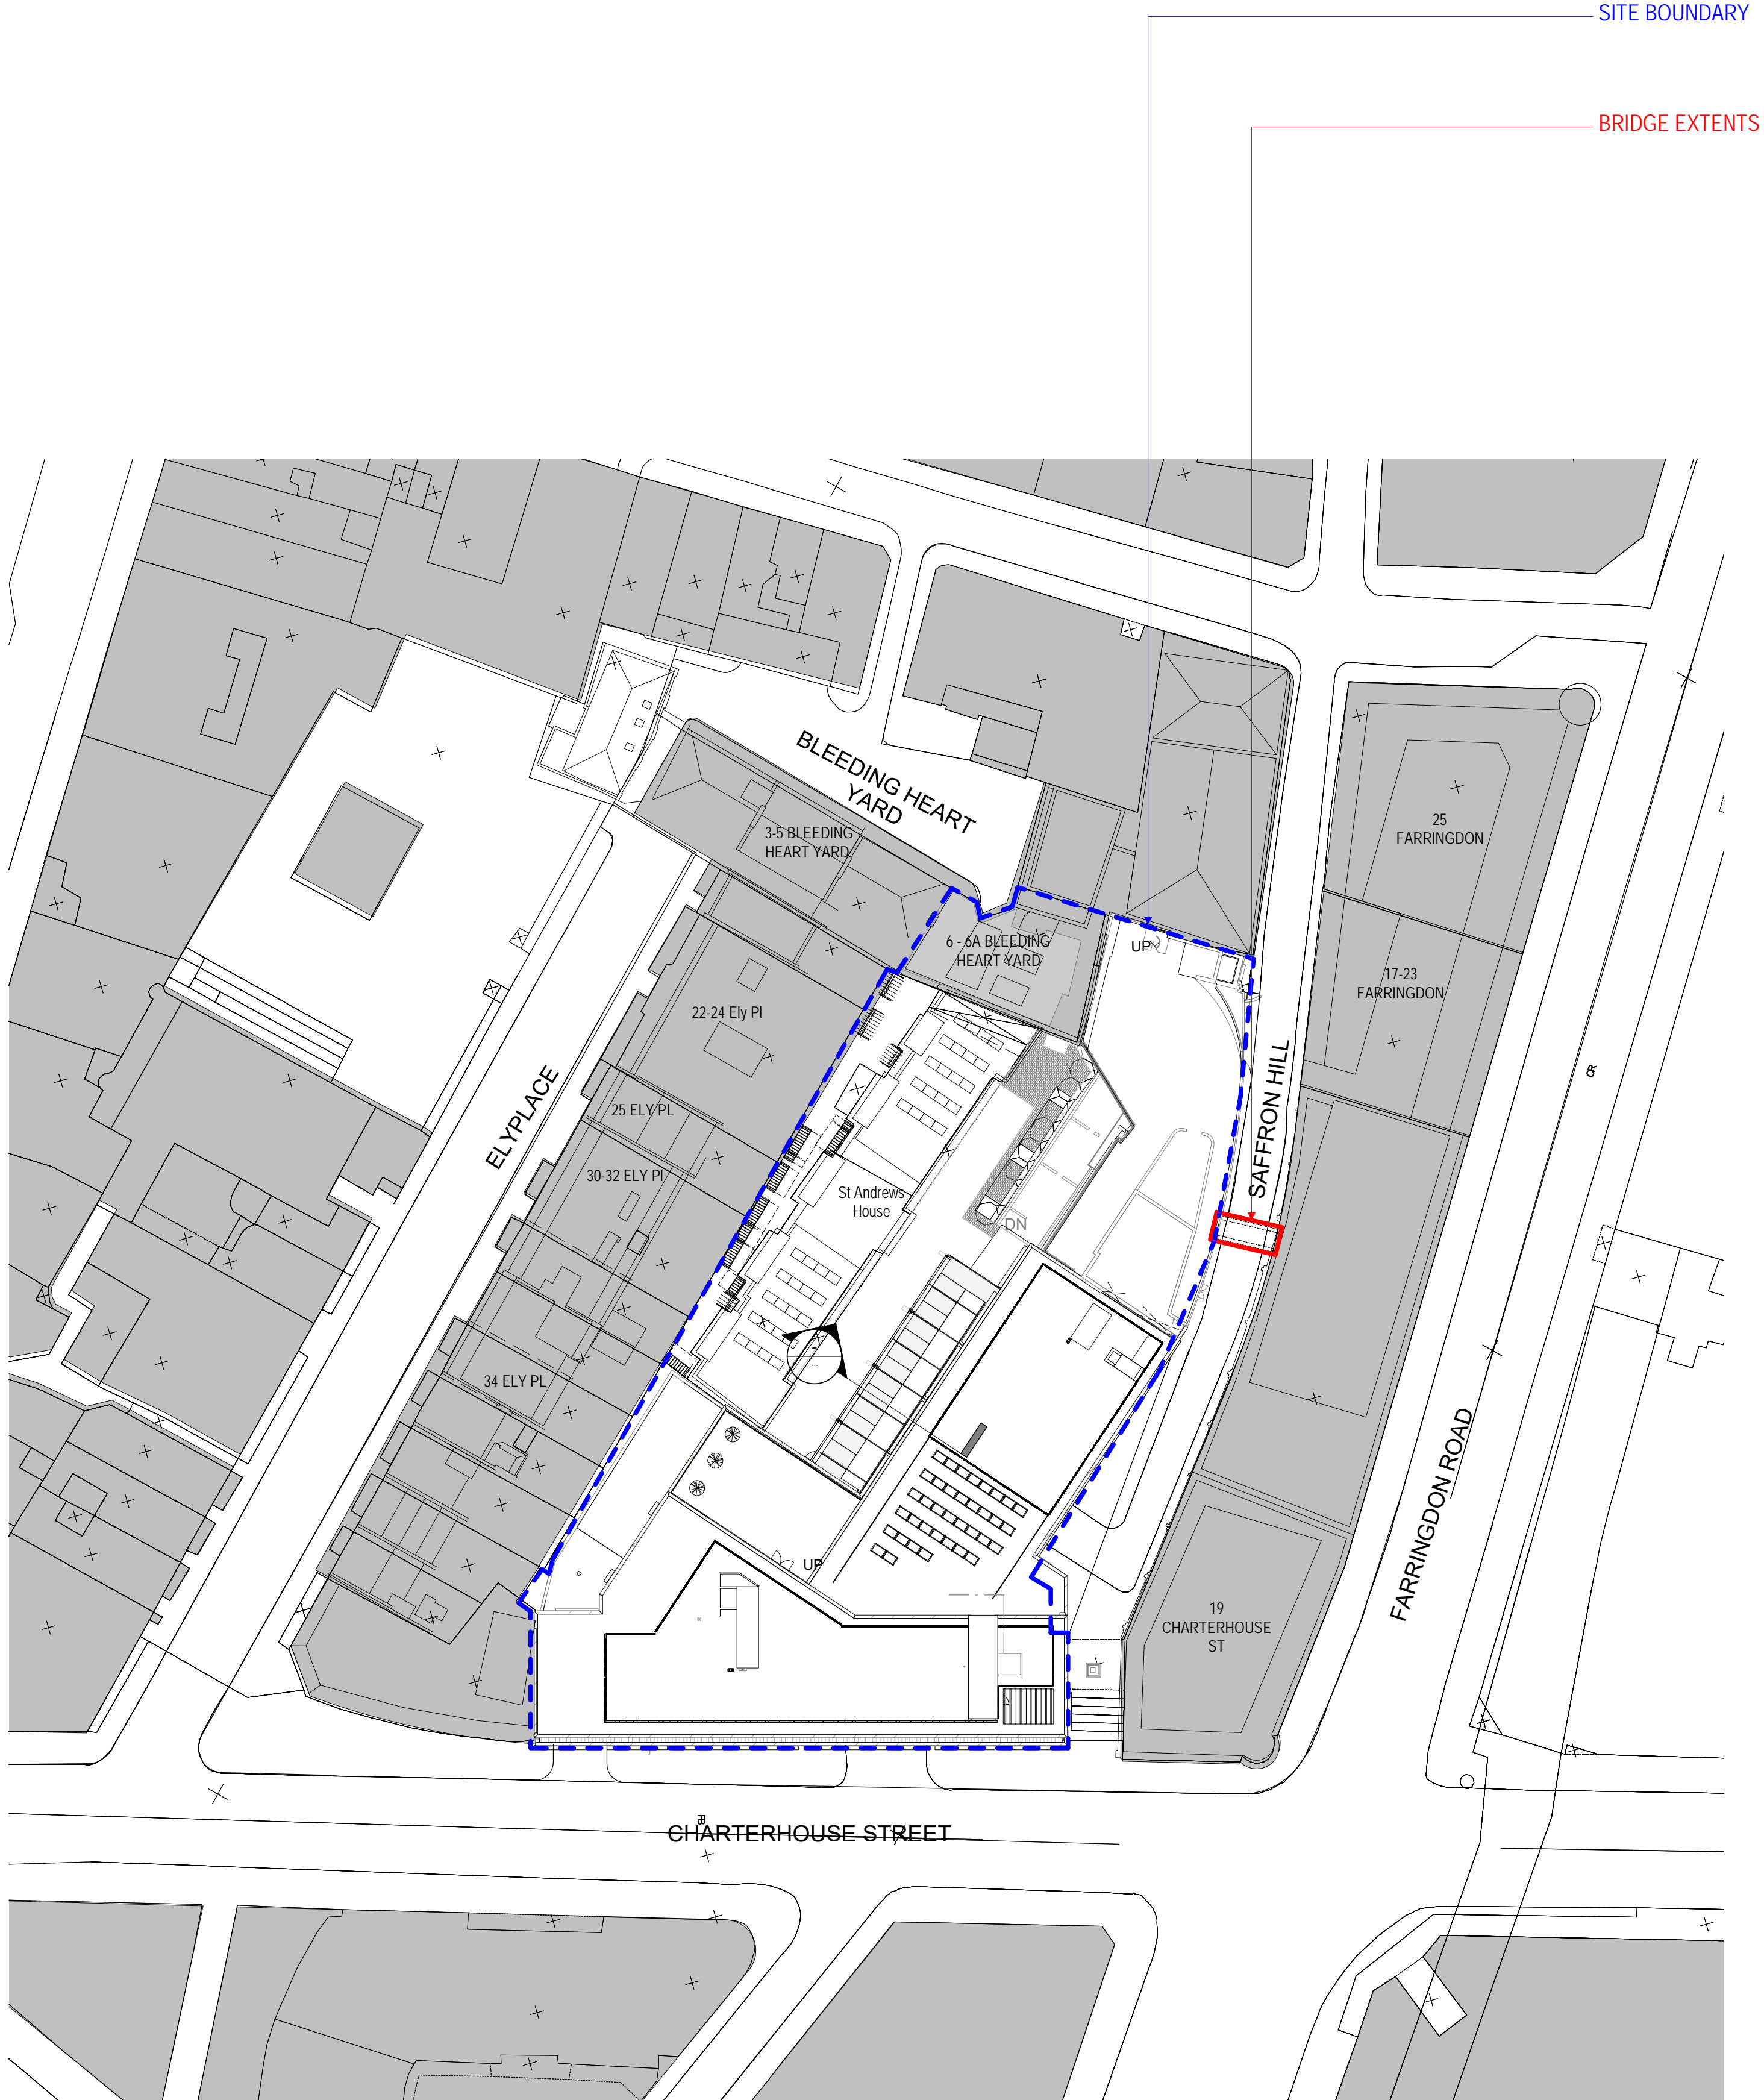 SITE BOUNDARY
BRIDGE EXTENTS
BLEEDING HEART
YARD
3-5 BLEEDING
HEART YARD
25
FARRINGDON
6 - 6A BLEEDING
HEART YARD
UP
17-23
FARRINGDON
22-24 Ely Pl
ELYPLACE
25 ELY PL
30-32 ELY Pl
SAFFRON HILL
St Andrews
House
DN
34 ELY PL
FARRINGDON ROAD
UP
19
CHARTERHOUSE
ST
CHARTERHOUSE STREET